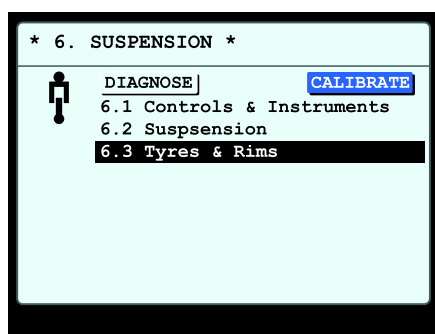 * 6. SUSPENSION *
DIAGNOSE CALIBRATE
6.1 Controls & Instruments
6.2 Suspsension
6.3 Tyres & Rims